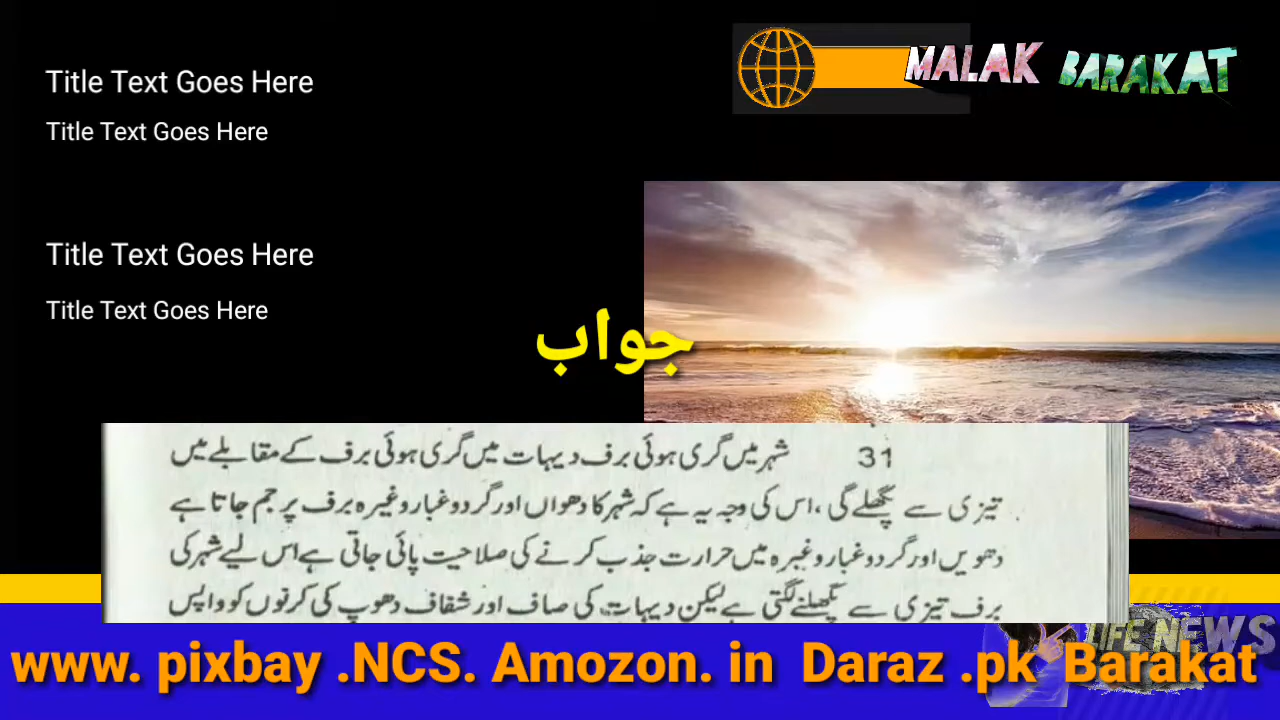 MALAK BARAKAT
Title Text Goes Here
Title Text Goes Here
Title Text Goes Here
Title Text Goes Here
جواب
31 شہر میں گری ہوئی برف دیہات میں گری ہوئی برف کے مقابلے میں
تیزی سے پگھلے گی ، اس کی وجہ یہ ہے کہ شہر کا دھواں اور گرد و غبار وغیرہ برف پر جم جاتا ہے
دھویں اور گرد و غبار وغیرہ میں حرارت جذب کرنے کی صلاحیت پائی جاتی ہے اس لیے شہر کی
برف تیزی سے پگھلنے لگتی ہے لیکن دیہات کی صاف اور شفاف دھوپ کی کرنوں کو واپس
LIFE NEWS
www. pixbay .NCS. Amozon. in Daraz .pk Barakat